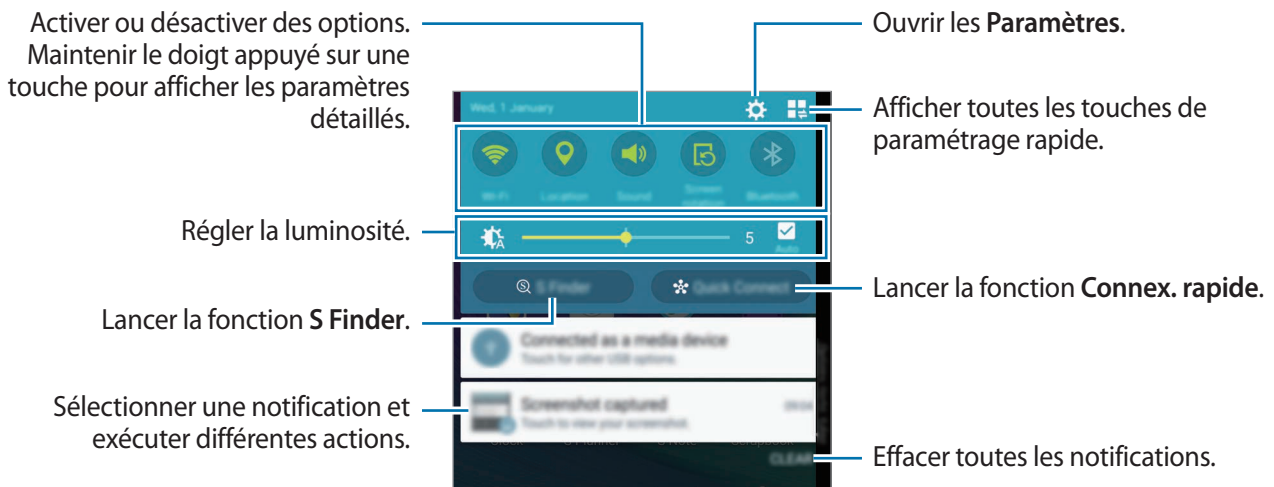 Activer ou désactiver des options.
Maintenir le doigt appuyé sur une
touche pour afficher les paramètres
détaillés.
Ouvrir les Paramètres.
Afficher toutes les touches de
paramétrage rapide.
Wed, 1 January
Wi-Fi
Location
Sound
Screen
rotation
Bluetooth
Régler la luminosité.
A
5
Auto
S Finder
Quick Connect
Lancer la fonction Connex. rapide.
Lancer la fonction S Finder.
Connected as a media device
Touch for other USB options.
Sélectionner une notification et
exécuter différentes actions.
Screenshot captured
Touch to view your screenshot.
CLEAR
Effacer toutes les notifications.